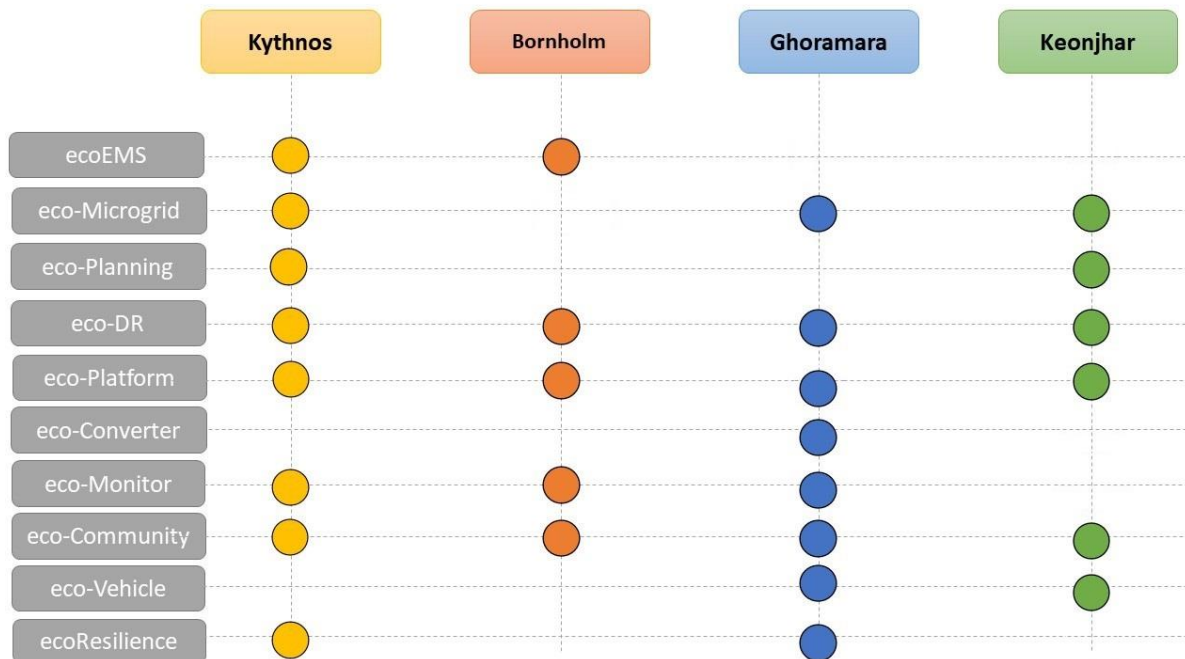 Kythnos
Bornholm
Ghoramara
Keonjhar
ecoEMS
eco-Microgrid
eco-Planning
eco-DR
eco-Platform
eco-Converter
eco-Monitor
eco-Community
eco-Vehicle
ecoResilience